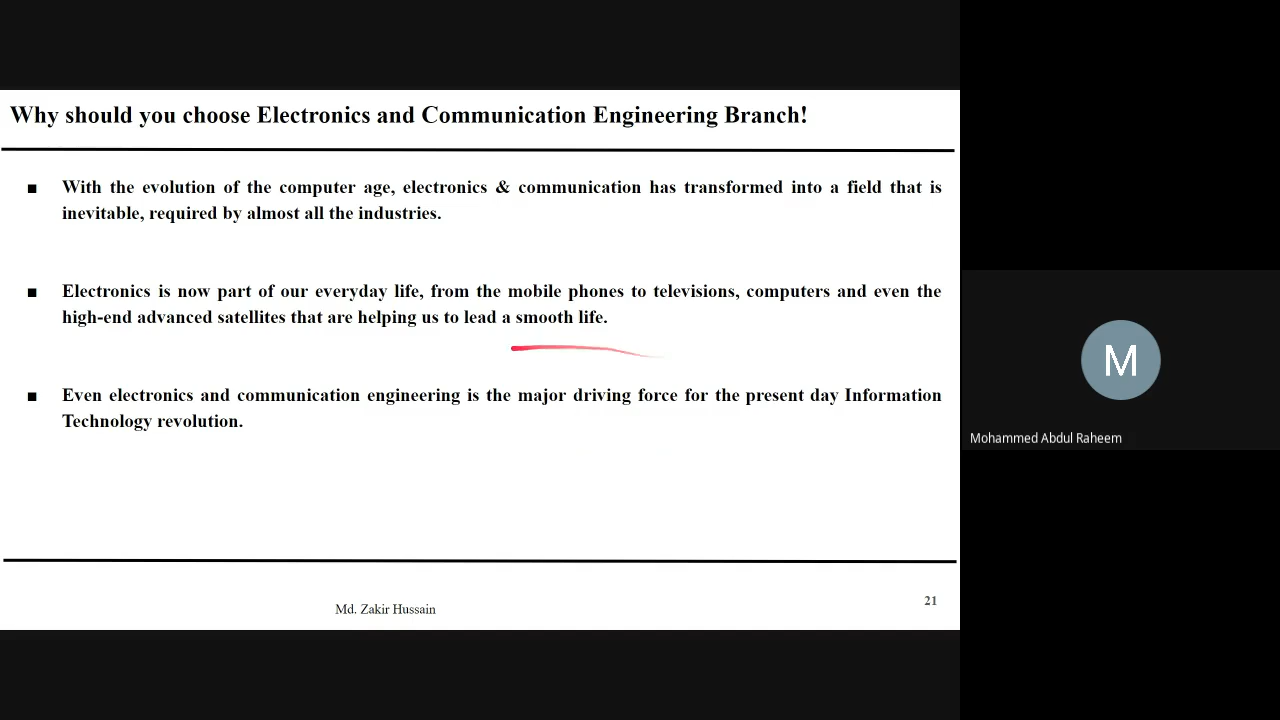 Why should you choose Electronics and Communication Engineering Branch!
■ With the evolution of the computer age, electronics & communication has transformed into a field that is
inevitable, required by almost all the industries.
■ Electronics is now part of our everyday life, from the mobile phones to televisions, computers and even the
high-end advanced satellites that are helping us to lead a smooth life.
■ Even electronics and communication engineering is the major driving force for the present day Information
Technology revolution.
Md. Zakir Hussain
21
M
Mohammed Abdul Raheem